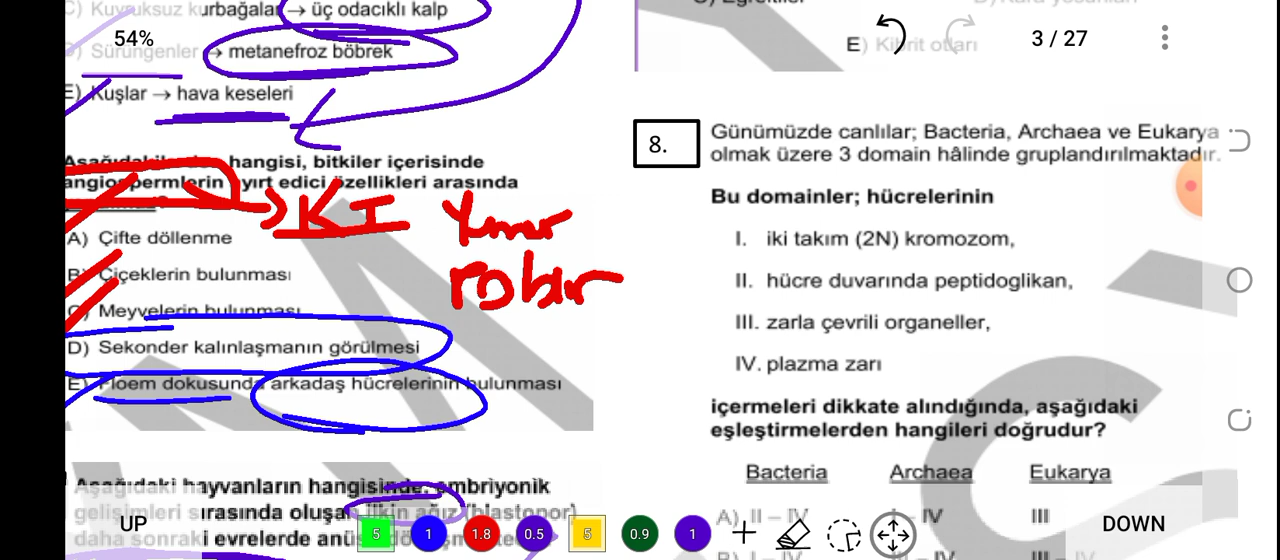 C) Kuyruksuz kurbağalar → üç odacıklı kalp
54%
D) Sürüngenler → metanefroz böbrek
E) Kuşlar → hava keseleri
hangisi, bitkiler içerisinde
angiospermlerin ayırt edici özellikleri arasında
KI
A) Çifte döllenme
B) Çiçeklerin bulunması
C) Meyvelerin bulunması
D) Sekonder kalınlaşmanın görülmesi
E) Floem dokusunda arkadaş hücrelerinin bulunması
Aşağıdaki hayvanların hangisinde, embriyonik
gelişimleri sırasında oluşan ilkin ağız (blastopor)
daha sonraki evrelerde
UP
E) Kibrit otları
3 / 27
8.
Günümüzde canlılar; Bacteria, Archaea ve Eukarya
olmak üzere 3 domain hâlinde gruplandırılmaktadır.
Bu domainler; hücrelerinin
I. iki takım (2N) kromozom,
II. hücre duvarında peptidoglikan,
III. zarla çevrili organeller,
IV. plazma zarı
içermeleri dikkate alındığında, aşağıdaki
eşleştirmelerden hangileri doğrudur?
Bacteria Archaea Eukarya
A) II – IV I – IV III
DOWN
5 1 1.8 0.5 5 0.9 1